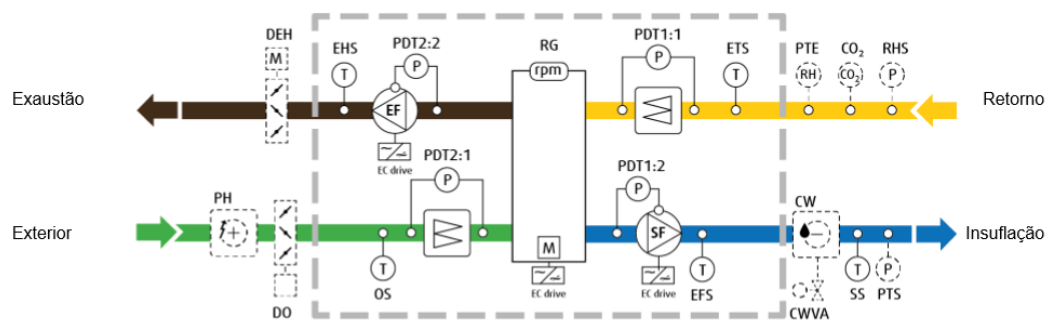 DEH
M
EHS
T
PDT2:2
P
RG
rpm
PDT1:1
P
ETS
T
PTE
RH
CO₂
CO₂
RHS
P
Exaustão
EF
EC drive
Retorno
PH
PDT2:1
P
PDT1:2
P
CW
Exterior
SF
Insuflação
M
T
OS
EC drive
EC drive
T
EFS
T
SS
P
PTS
DO
CWVA